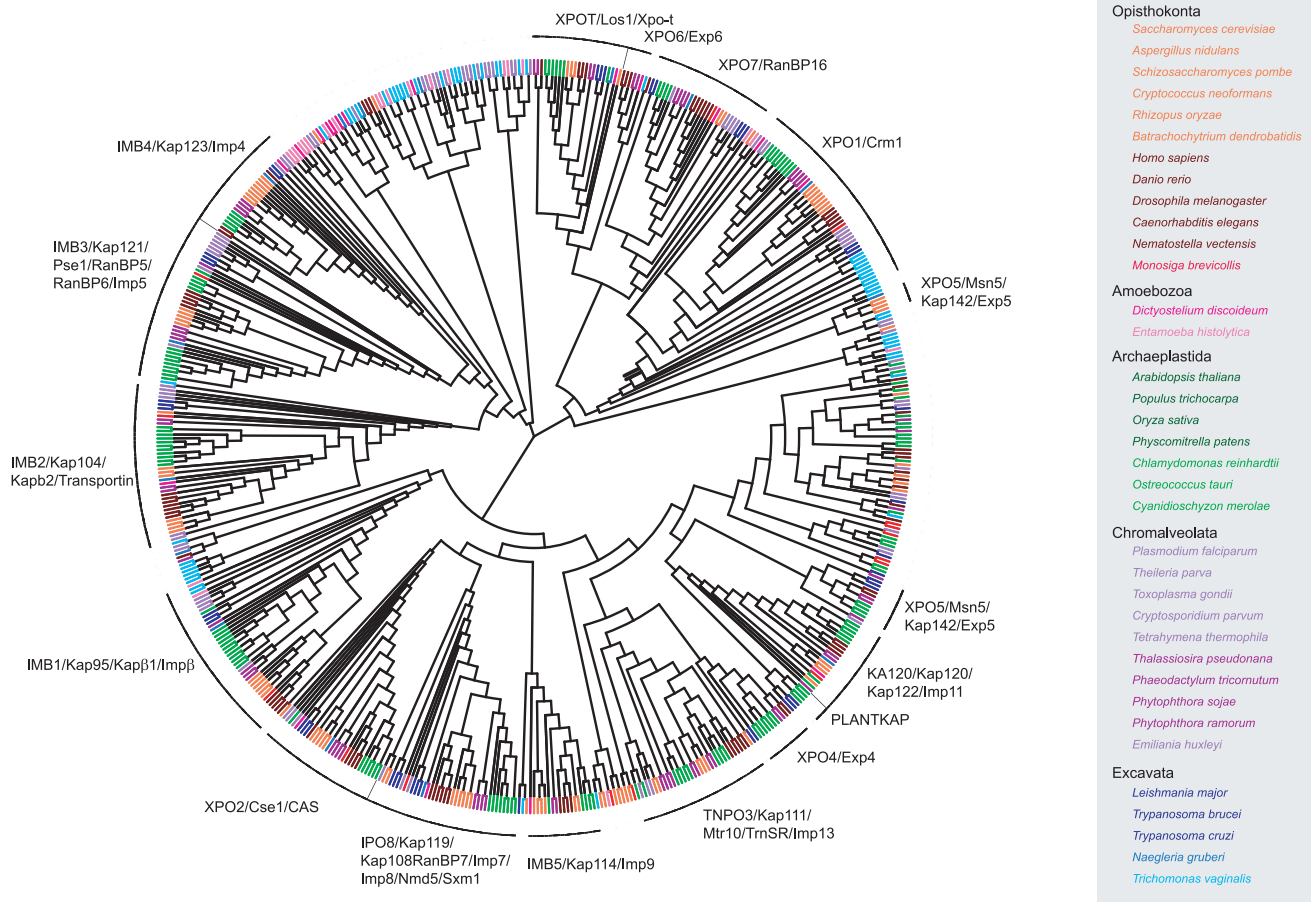 XPOT/Los1/Xpo-t
XPO6/Exp6
XPO7/RanBP16
XPO1/Crm1
XPO5/Msn5/
Kap142/Exp5
XPO5/Msn5/
Kap142/Exp5
KA120/Kap120/
Kap122/Imp11
PLANTKAP
XPO4/Exp4
TNPO3/Kap111/
Mtr10/TrnSR/Imp13
IMB5/Kap114/Imp9
IPO8/Kap119/
Kap108RanBP7/Imp7/
Imp8/Nmd5/Sxm1
XPO2/Cse1/CAS
IMB1/Kap95/Kapβ1/Impβ
IMB2/Kap104/
Kapb2/Transportin
IMB3/Kap121/
Pse1/RanBP5/
RanBP6/Imp5
IMB4/Kap123/Imp4
Opisthokonta
Saccharomyces cerevisiae
Aspergillus nidulans
Schizosaccharomyces pombe
Cryptococcus neoformans
Rhizopus oryzae
Batrachochytrium dendrobatidis
Homo sapiens
Danio rerio
Drosophila melanogaster
Caenorhabditis elegans
Nematostella vectensis
Monosiga brevicollis
Amoebozoa
Dictyostelium discoideum
Entamoeba histolytica
Archaeplastida
Arabidopsis thaliana
Populus trichocarpa
Oryza sativa
Physcomitrella patens
Chlamydomonas reinhardtii
Ostreococcus tauri
Cyanidioschyzon merolae
Chromalveolata
Plasmodium falciparum
Theileria parva
Toxoplasma gondii
Cryptosporidium parvum
Tetrahymena thermophila
Thalassiosira pseudonana
Phaeodactylum tricornutum
Phytophthora sojae
Phytophthora ramorum
Emiliania huxleyi
Excavata
Leishmania major
Trypanosoma brucei
Trypanosoma cruzi
Naegleria gruberi
Trichomonas vaginalis